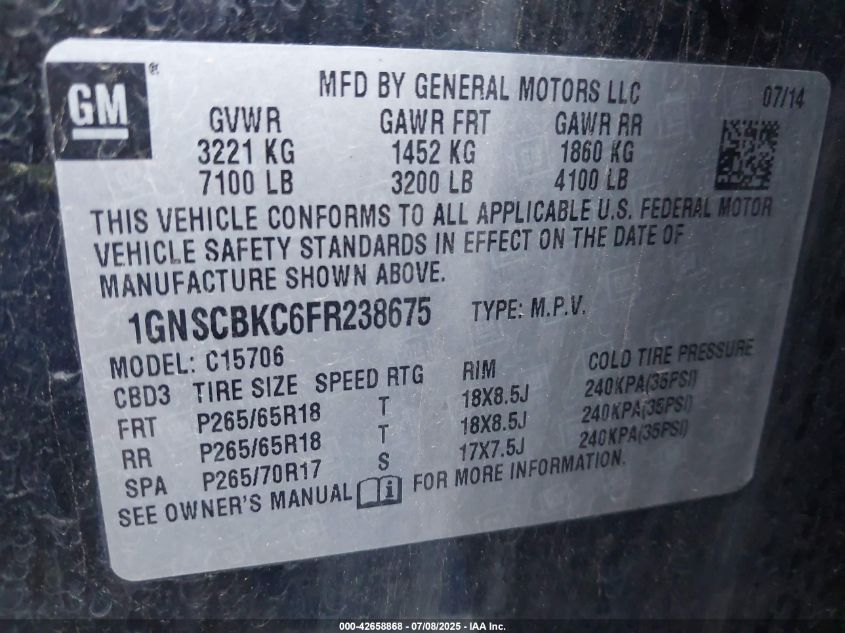 GM®
MFD BY GENERAL MOTORS LLC 07/14
GVWR GAWR FRT GAWR RR
3221 KG 1452 KG 1860 KG
7100 LB 3200 LB 4100 LB
THIS VEHICLE CONFORMS TO ALL APPLICABLE U.S. FEDERAL MOTOR
VEHICLE SAFETY STANDARDS IN EFFECT ON THE DATE OF
MANUFACTURE SHOWN ABOVE.
1GNSCBKC6FR238675 TYPE: M.P.V.
MODEL: C15706
CBD3 TIRE SIZE SPEED RTG RIM COLD TIRE PRESSURE
FRT P265/65R18 T 18X8.5J 240KPA(35PSI)
RR P265/65R18 T 18X8.5J 240KPA(35PSI)
SPA P265/70R17 S 17X7.5J 240KPA(35PSI)
SEE OWNER'S MANUAL i FOR MORE INFORMATION.
000-42658868 - 07/08/2025 - IAA Inc.